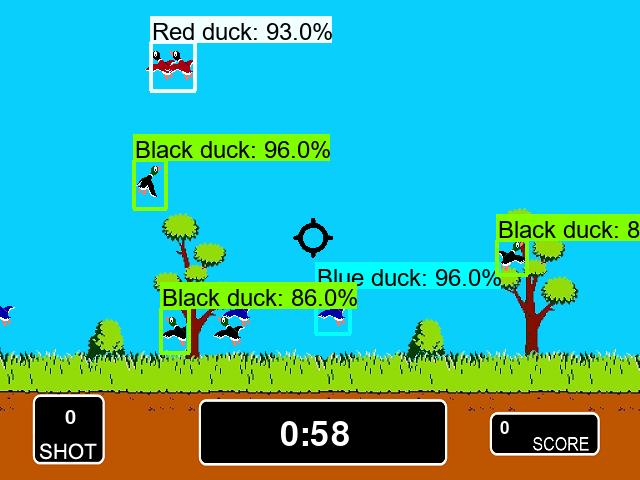 Red duck: 93.0%
Black duck: 96.0%
Black duck: 8
Blue duck: 96.0%
Black duck: 86.0%
0
SHOT
0:58
0
SCORE